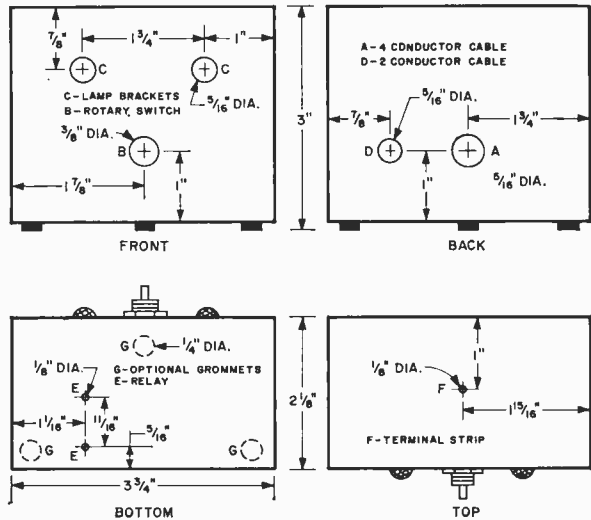 7/8"
1 3/4"
1"
C
C
C-LAMP BRACKETS
B-ROTARY SWITCH
5/16" DIA.
3/8" DIA.
B
1 7/8"
1"
FRONT
3"
A-4 CONDUCTOR CABLE
D-2 CONDUCTOR CABLE
5/16" DIA.
7/8"
1 3/4"
D
A
1"
5/16" DIA.
BACK
G
1/4" DIA.
1/8" DIA.
G-OPTIONAL GROMMETS
E-RELAY
E
1 1/16"
11/16"
5/16"
G
E
G
3 3/4"
BOTTOM
2 1/8"
1"
1/8" DIA.
F
1 15/16"
F-TERMINAL STRIP
TOP